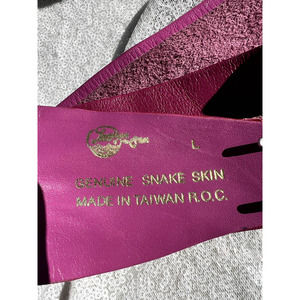 L
GENUINE SNAKE SKIN
MADE IN TAIWAN R.O.C.